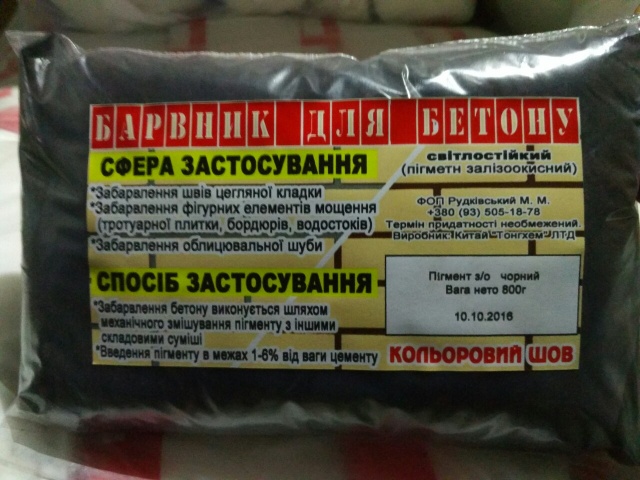 БАРВНИК ДЛЯ БЕТОНУ
СФЕРА ЗАСТОСУВАННЯ
*Забарвлення швів цегляної кладки
*Забарвлення фігурних елементів мощення
(тротуарної плитки, бордюрів, водостоків)
*Забарвлення облицювальної шуби
СПОСІБ ЗАСТОСУВАННЯ
*Забарвлення бетону виконується шляхом
механічного змішування пігменту з іншими
складовими суміші
*Введення пігменту в межах 1-6% від ваги цементу
світлостійкий
(пігметн залізоокисний)
ФОП Рудківський М. М.
+380 (93) 505-18-78
Термін придатності необмежений.
Виробник:Китай "Тонгхем" ЛТД
Пігмент з/о чорний
Вага нето 800г
10.10.2016
КОЛЬОРОВИЙ ШОВ